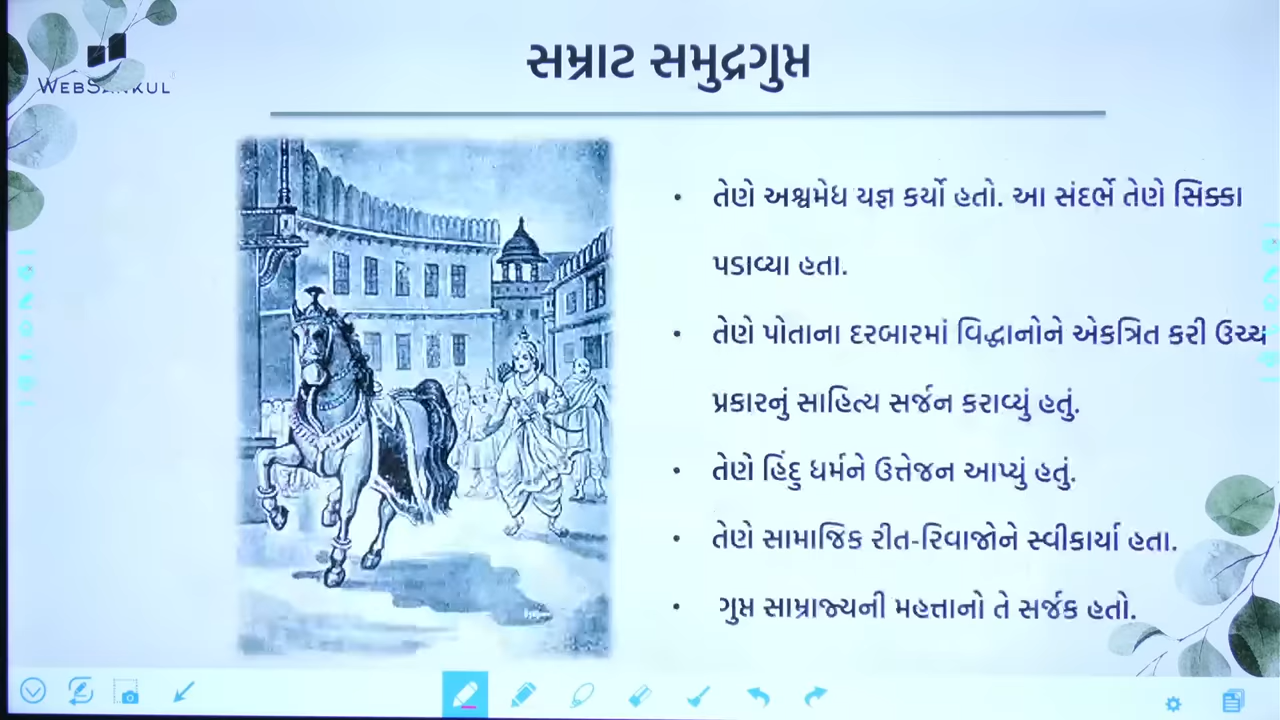 WEBSANKUL
સમ્રાટ સમુદ્રગુપ્ત
• તેણે અશ્વમેધ યજ્ઞ કર્યો હતો. આ સંદર્ભે તેણે સિક્કા
પડાવ્યા હતા.
• તેણે પોતાના દરબારમાં વિદ્વાનોને એકત્રિત કરી ઉચ્ચ
પ્રકારનું સાહિત્ય સર્જન કરાવ્યું હતું.
• તેણે હિંદુ ધર્મને ઉત્તેજન આપ્યું હતું.
• તેણે સામાજિક રીત-રિવાજોને સ્વીકાર્યા હતા.
• ગુપ્ત સામ્રાજ્યની મહત્તાનો તે સર્જક હતો.